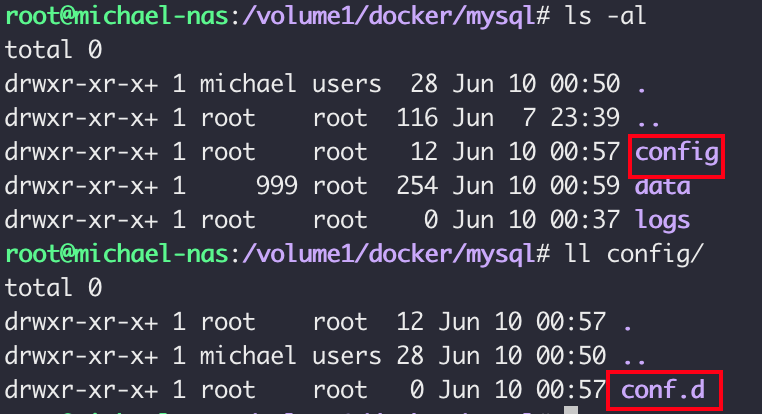 root@michael-nas:/volume1/docker/mysql# ls -al
total 0
drwxr-xr-x+ 1 michael users  28 Jun 10 00:50 .
drwxr-xr-x+ 1 root    root  116 Jun  7 23:39 ..
drwxr-xr-x+ 1 root    root   12 Jun 10 00:57 config
drwxr-xr-x+ 1     999 root  254 Jun 10 00:59 data
drwxr-xr-x+ 1 root    root    0 Jun 10 00:37 logs
root@michael-nas:/volume1/docker/mysql# ll config/
total 0
drwxr-xr-x+ 1 root    root  12 Jun 10 00:57 .
drwxr-xr-x+ 1 michael users 28 Jun 10 00:50 ..
drwxr-xr-x+ 1 root    root   0 Jun 10 00:57 conf.d